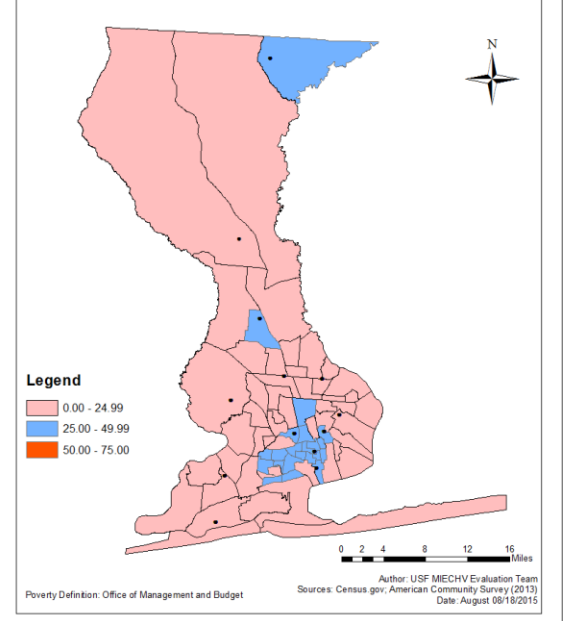 N
Legend
0.00 - 24.99
25.00 - 49.99
50.00 - 75.00
0 2 4 8 12 16
Miles
Author: USF MIECHV Evaluation Team
Poverty Definition: Office of Management and Budget
Sources: Census.gov; American Community Survey (2013)
Date: August 08/18/2015